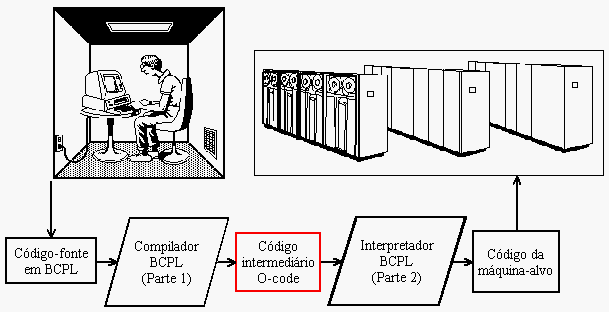 Código-fonte
em BCPL
Compilador
BCPL
(Parte 1)
Código
intermediário
O-code
Interpretador
BCPL
(Parte 2)
Código da
máquina-alvo